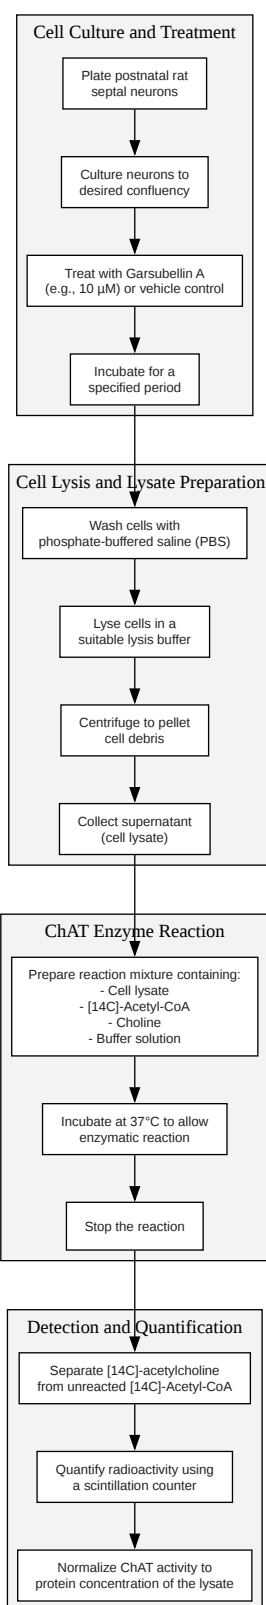 Cell Culture and Treatment
Plate postnatal rat
septal neurons
Culture neurons to
desired confluency
Treat with Garsubellin A
(e.g., 10 µM) or vehicle control
Incubate for a
specified period
Cell Lysis and Lysate Preparation
Wash cells with
phosphate-buffered saline (PBS)
Lyse cells in a
suitable lysis buffer
Centrifuge to pellet
cell debris
Collect supernatant
(cell lysate)
ChAT Enzyme Reaction
Prepare reaction mixture containing:
- Cell lysate
- [14C]-Acetyl-CoA
- Choline
- Buffer solution
Incubate at 37°C to allow
enzymatic reaction
Stop the reaction
Detection and Quantification
Separate [14C]-acetylcholine
from unreacted [14C]-Acetyl-CoA
Quantify radioactivity using
a scintillation counter
Normalize ChAT activity to
protein concentration of the lysate